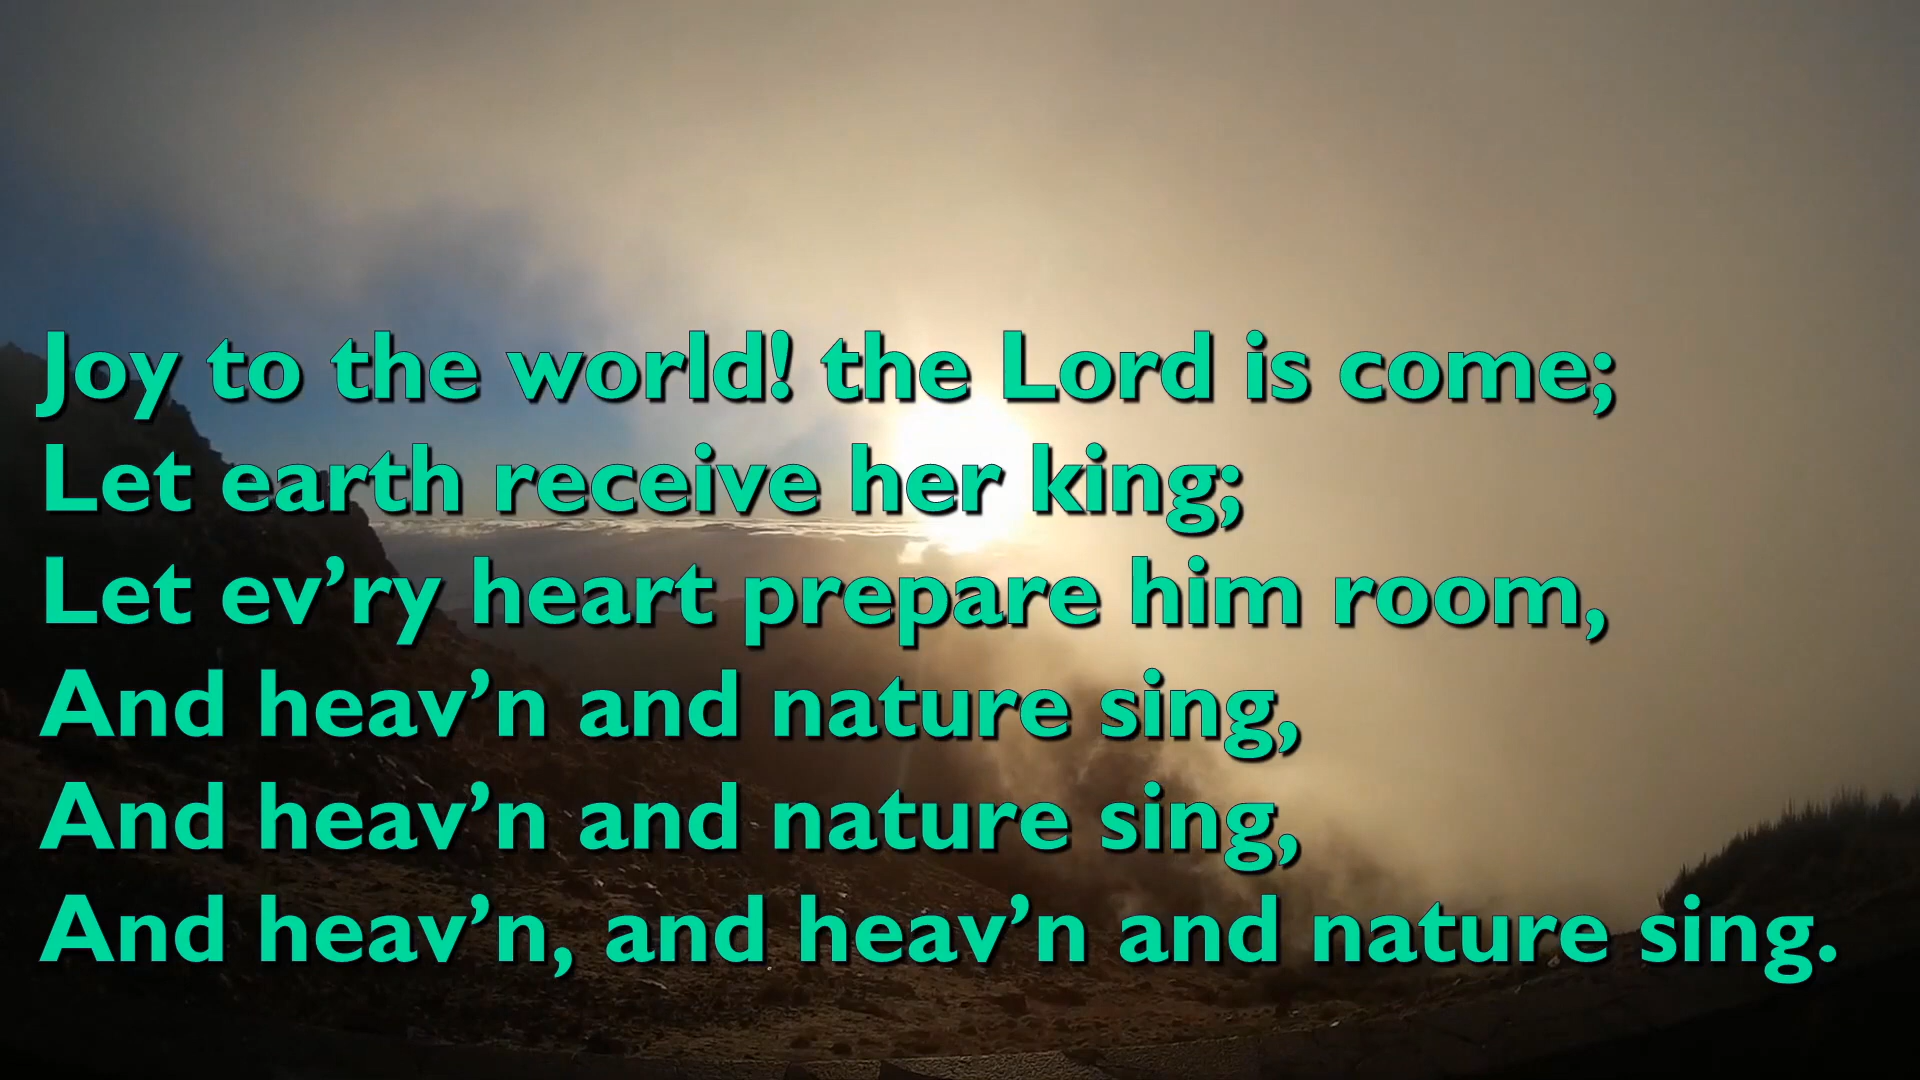 Joy to the world! the Lord is come;
Let earth receive her king;
Let ev’ry heart prepare him room,
And heav’n and nature sing,
And heav’n and nature sing,
And heav’n, and heav’n and nature sing.